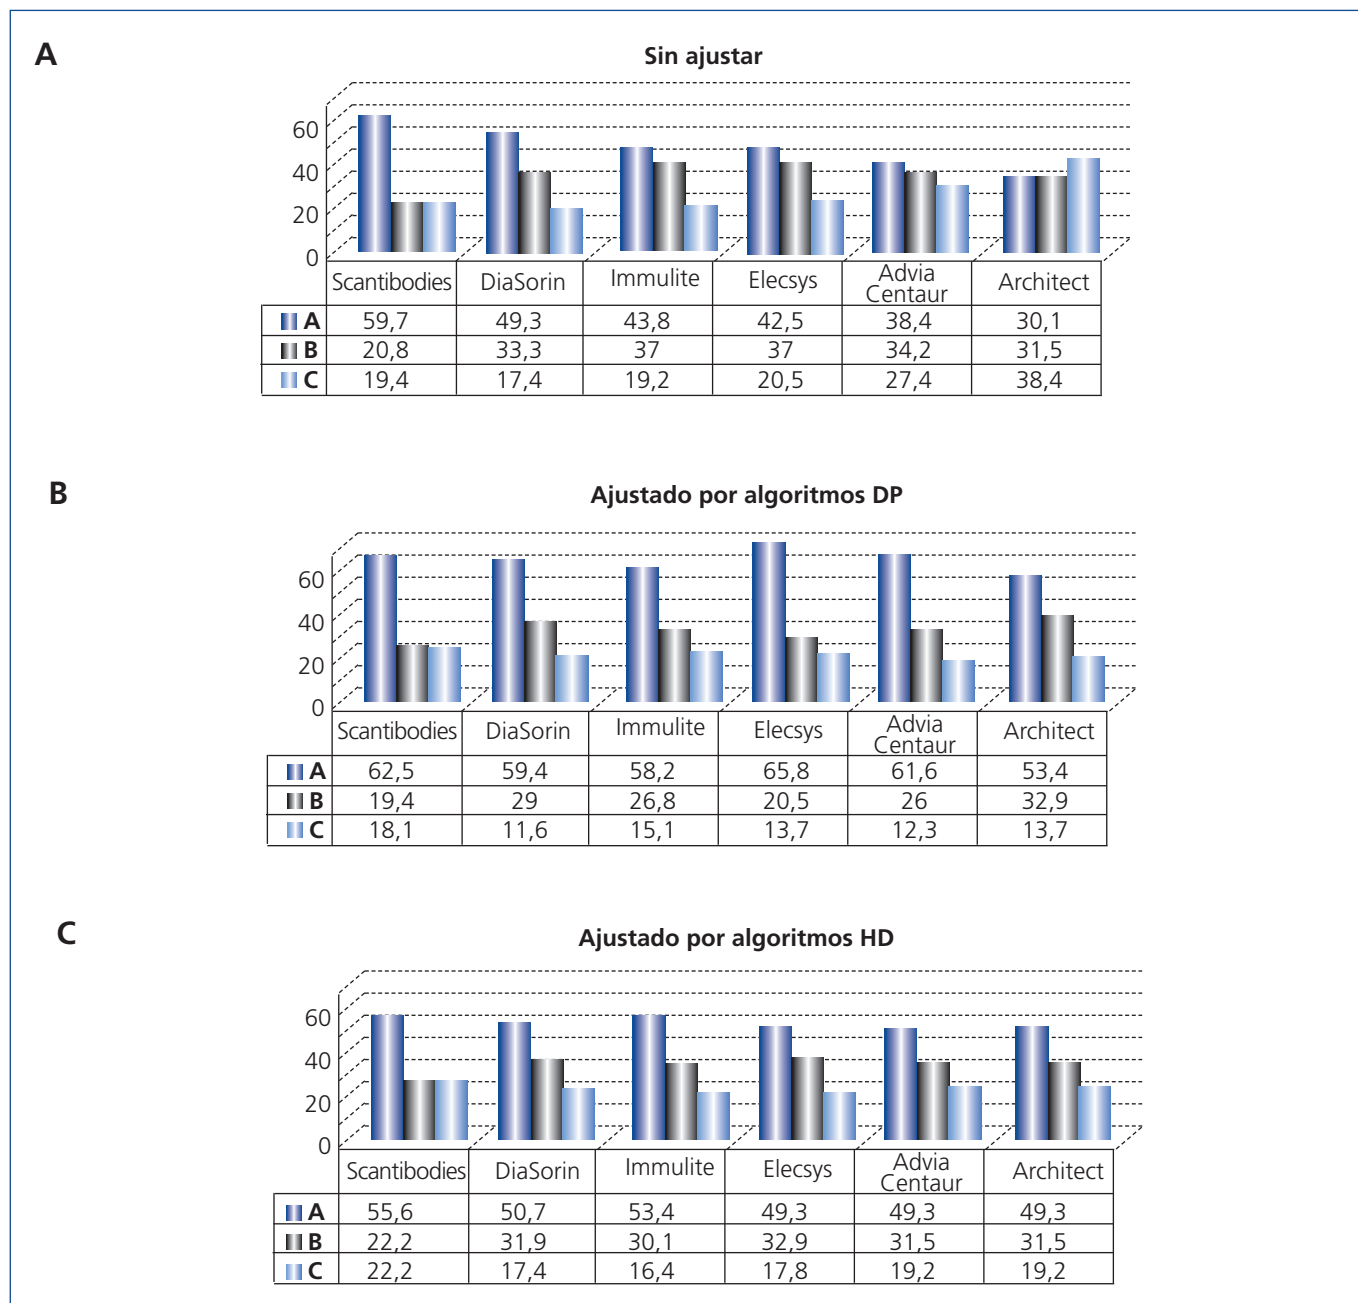 A
Sin ajustar
60
40
20
0
Scantibodies DiaSorin Immulite Elecsys Advia Centaur Architect
A 59,7 49,3 43,8 42,5 38,4 30,1
B 20,8 33,3 37 37 34,2 31,5
C 19,4 17,4 19,2 20,5 27,4 38,4
B
Ajustado por algoritmos DP
60
40
20
0
Scantibodies DiaSorin Immulite Elecsys Advia Centaur Architect
A 62,5 59,4 58,2 65,8 61,6 53,4
B 19,4 29 26,8 20,5 26 32,9
C 18,1 11,6 15,1 13,7 12,3 13,7
C
Ajustado por algoritmos HD
60
40
20
0
Scantibodies DiaSorin Immulite Elecsys Advia Centaur Architect
A 55,6 50,7 53,4 49,3 49,3 49,3
B 22,2 31,9 30,1 32,9 31,5 31,5
C 22,2 17,4 16,4 17,8 19,2 19,2